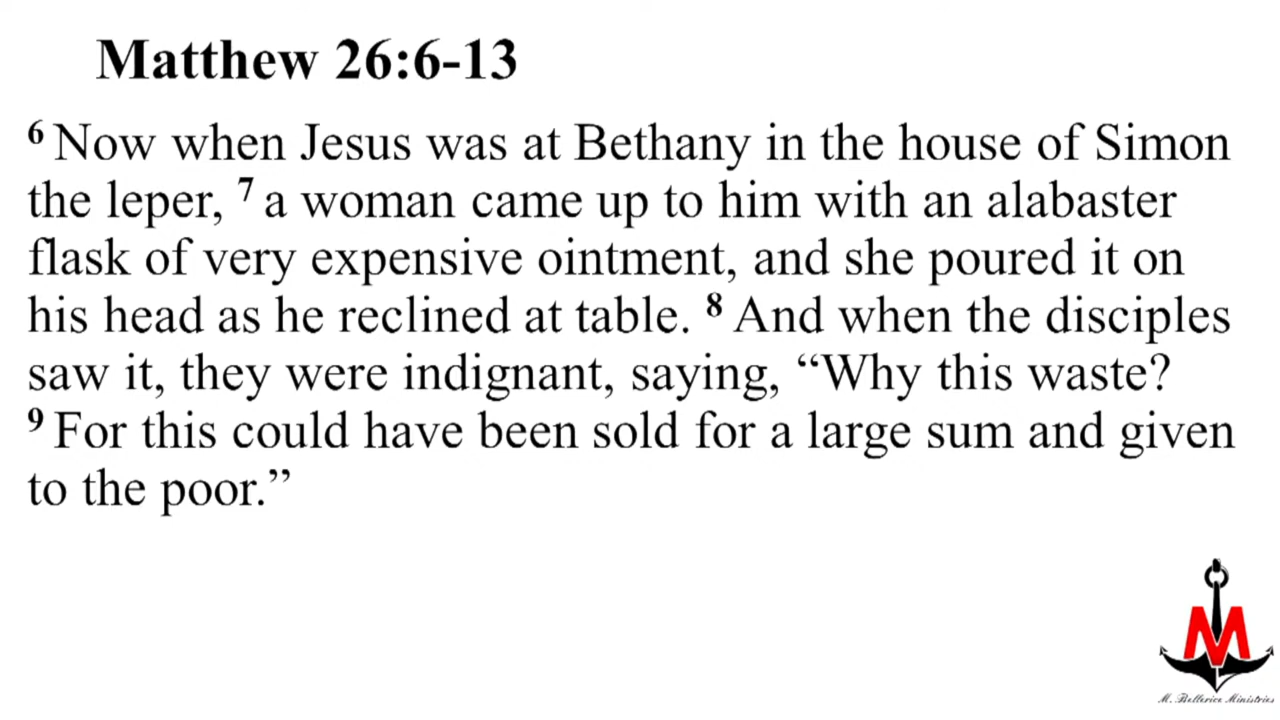 Matthew 26:6-13
6 Now when Jesus was at Bethany in the house of Simon
the leper, 7 a woman came up to him with an alabaster
flask of very expensive ointment, and she poured it on
his head as he reclined at table. 8 And when the disciples
saw it, they were indignant, saying, “Why this waste?
9 For this could have been sold for a large sum and given
to the poor.”
M
M. Bellerice Ministries